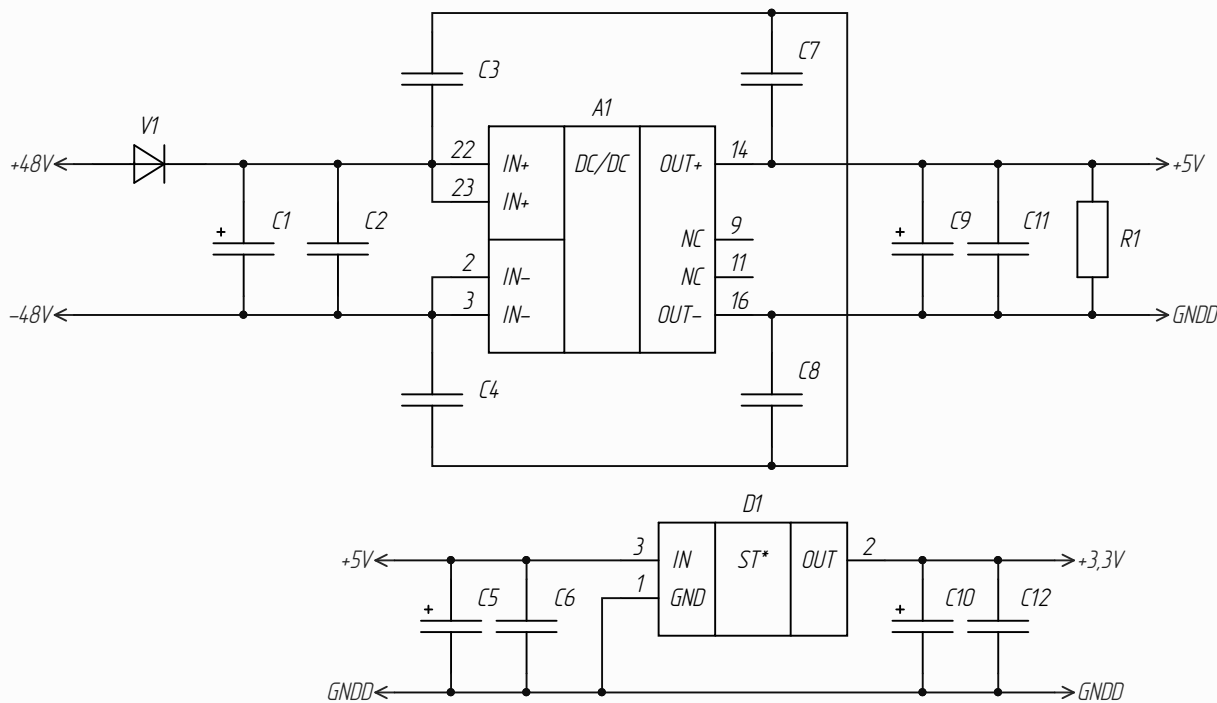 C3
C7
A1
V1
+48V
22
IN+
DC/DC
OUT+
14
+5V
23
IN+
+
C1
C2
NC
9
+
C9
C11
R1
2
IN−
NC
11
−48V
3
IN−
OUT−
16
GNDD
C4
C8
D1
+5V
3
IN
ST*
OUT
2
+3,3V
1
GND
+
C5
C6
+
C10
C12
GNDD
GNDD